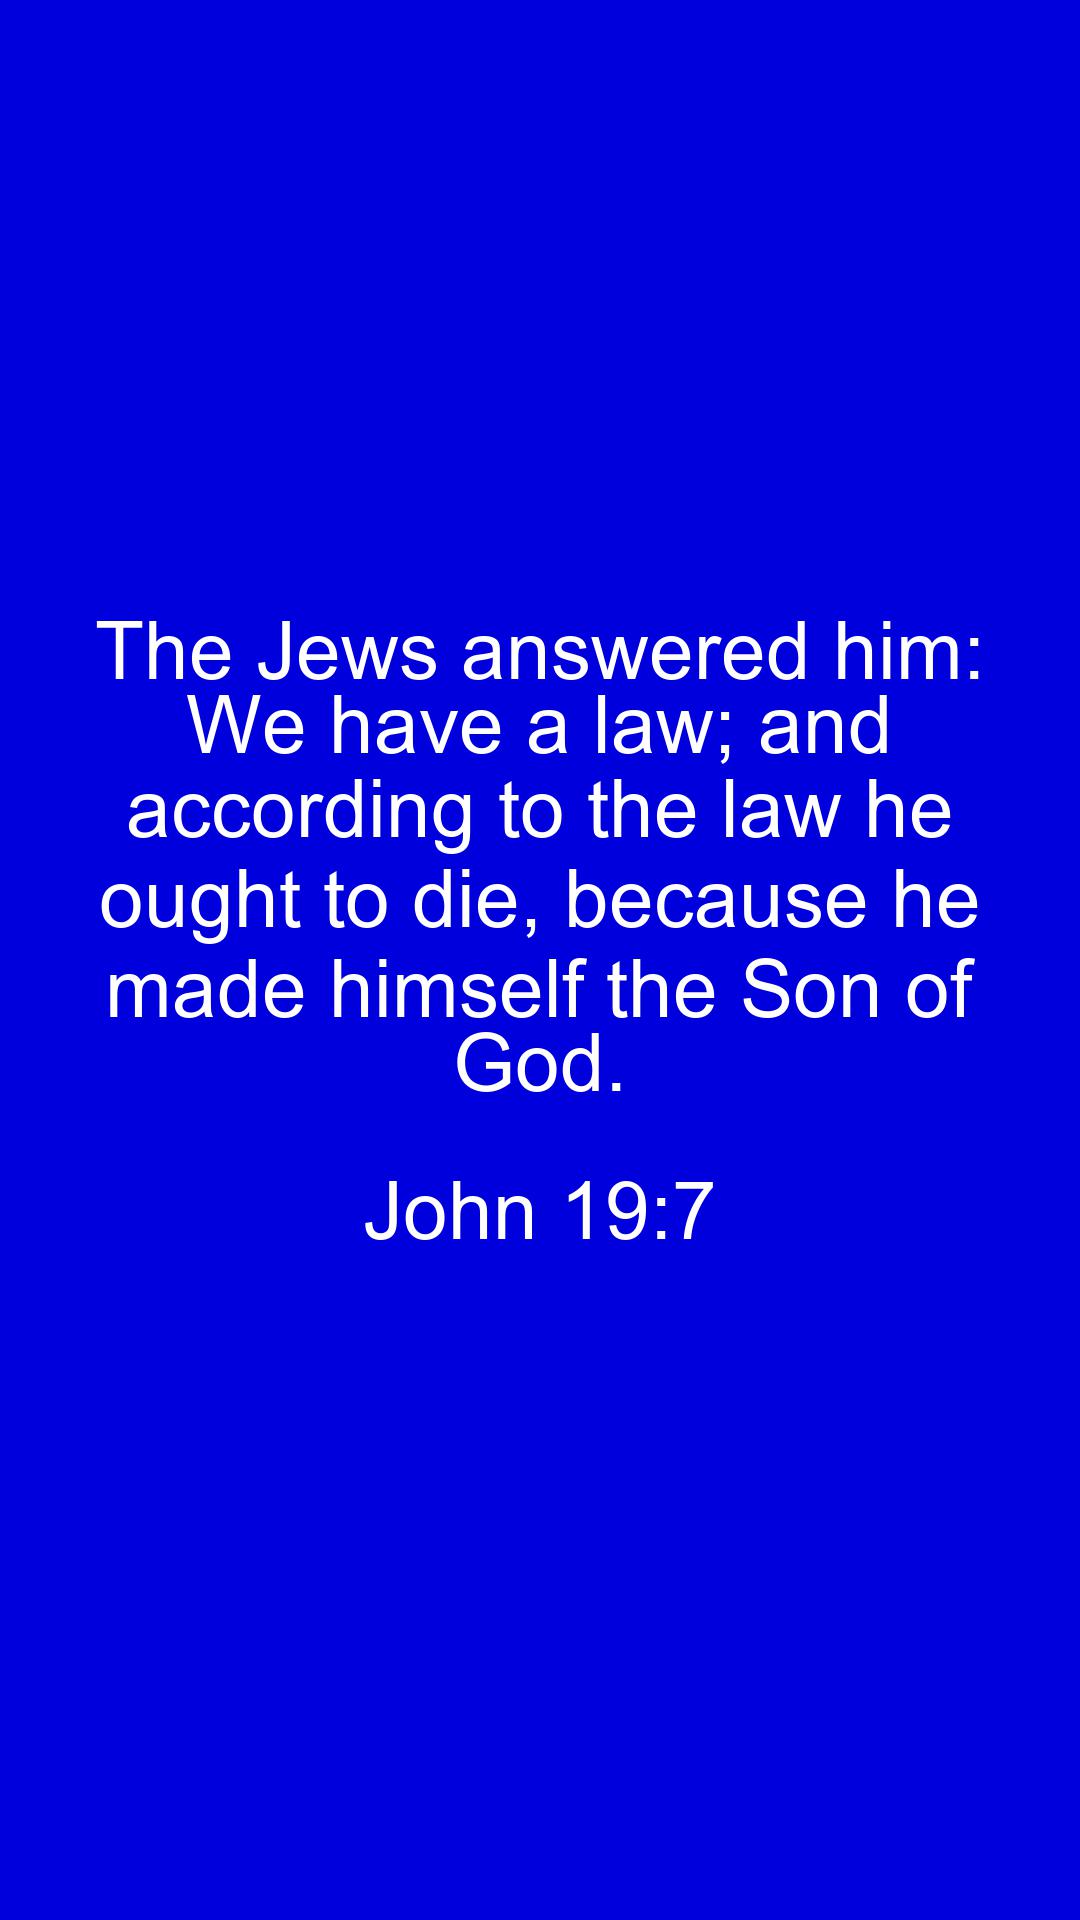 The Jews answered him:
We have a law; and
according to the law he
ought to die, because he
made himself the Son of
God.
John 19:7